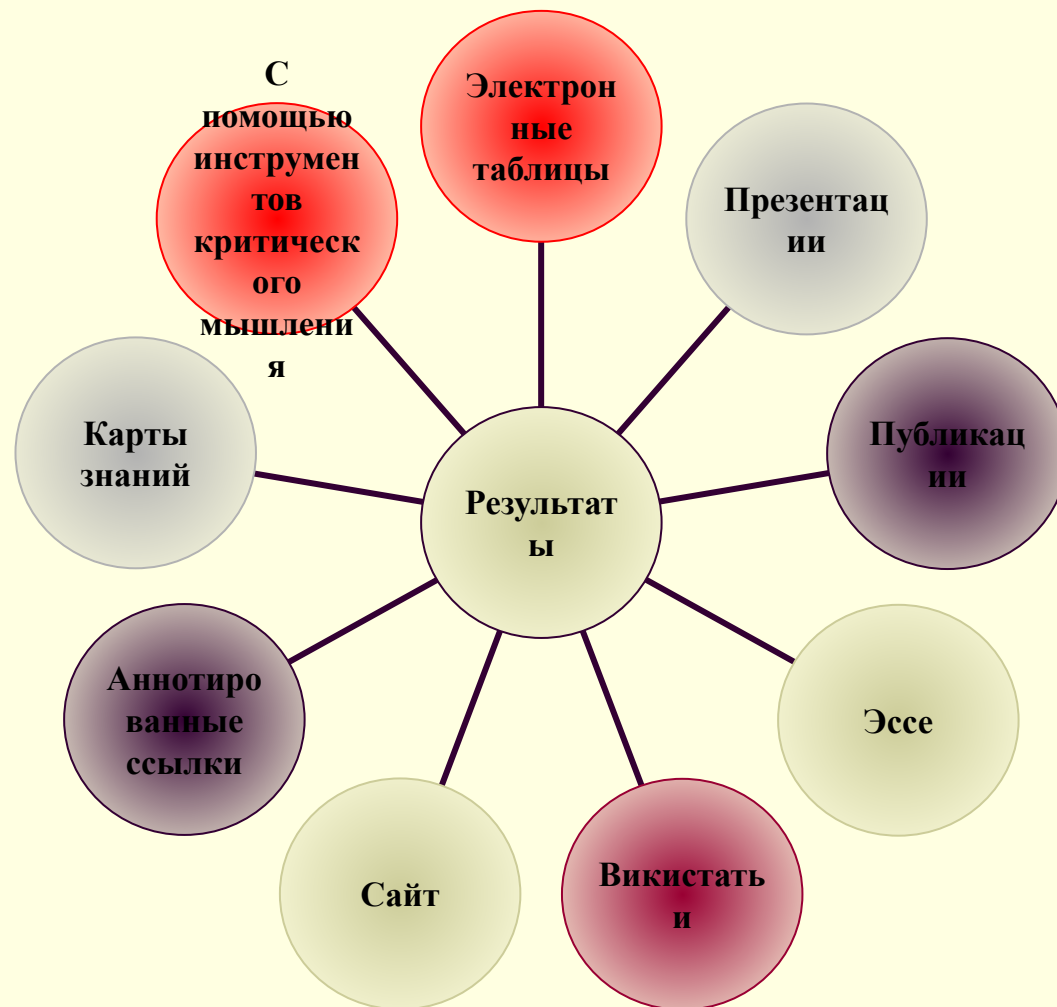 С
помощью
инструмен
тов
критическ
ого
мышлени
я
Электрон
ные
таблицы
Презентац
ии
Публикац
ии
Эссе
Викистать
и
Сайт
Аннотиро
ванные
ссылки
Карты
знаний
Результат
ы